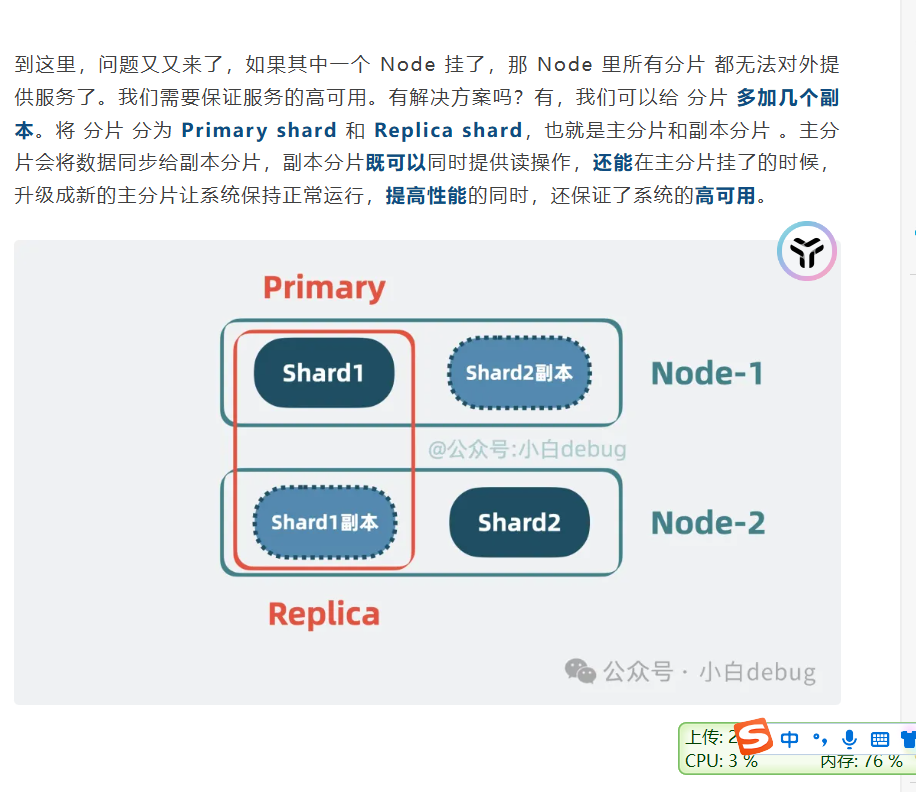 到这里，问题又又来了，如果其中一个 Node 挂了，那 Node 里所有分片 都无法对外提
供服务了。我们需要保证服务的高可用。有解决方案吗？有，我们可以给 分片 多加几个副
本。将 分片 分为 Primary shard 和 Replica shard，也就是主分片和副本分片 。主分
片会将数据同步给副本分片，副本分片既可以同时提供读操作，还能在主分片挂了的时候，
升级成新的主分片让系统保持正常运行，提高性能的同时，还保证了系统的高可用。
Primary
Shard1 Shard2副本 Node-1
@公众号:小白debug
Shard1副本 Shard2 Node-2
Replica
公众号 · 小白debug
上传: 2 中
CPU: 3 % 内存: 76 %